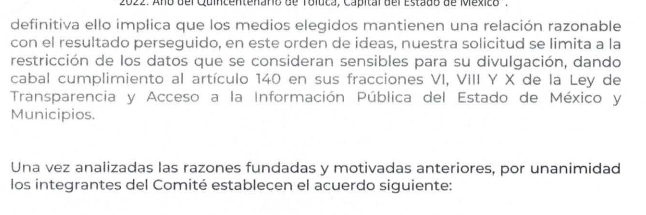 2022. Año del Quincentenario de Toluca, Capital del Estado de México".
definitiva ello implica que los medios elegidos mantienen una relación razonable
con el resultado perseguido, en este orden de ideas, nuestra solicitud se limita a la
restricción de los datos que se consideran sensibles para su divulgación, dando
cabal cumplimiento al artículo 140 en sus fracciones VI, VIII Y X de la Ley de
Transparencia y Acceso a la Información Pública del Estado de México y
Municipios.
Una vez analizadas las razones fundadas y motivadas anteriores, por unanimidad
los integrantes del Comité establecen el acuerdo siguiente: